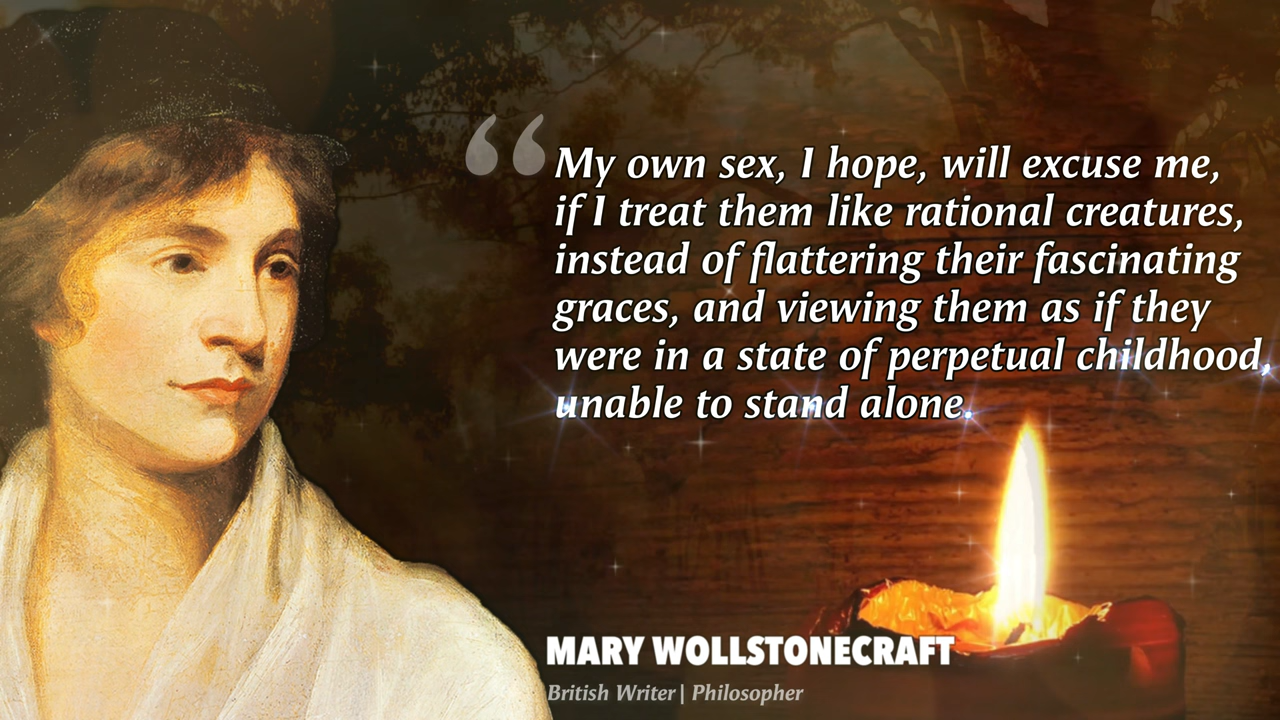 “
My own sex, I hope, will excuse me,
if I treat them like rational creatures,
instead of flattering their fascinating
graces, and viewing them as if they
were in a state of perpetual childhood,
unable to stand alone.
MARY WOLLSTONECRAFT
British Writer | Philosopher